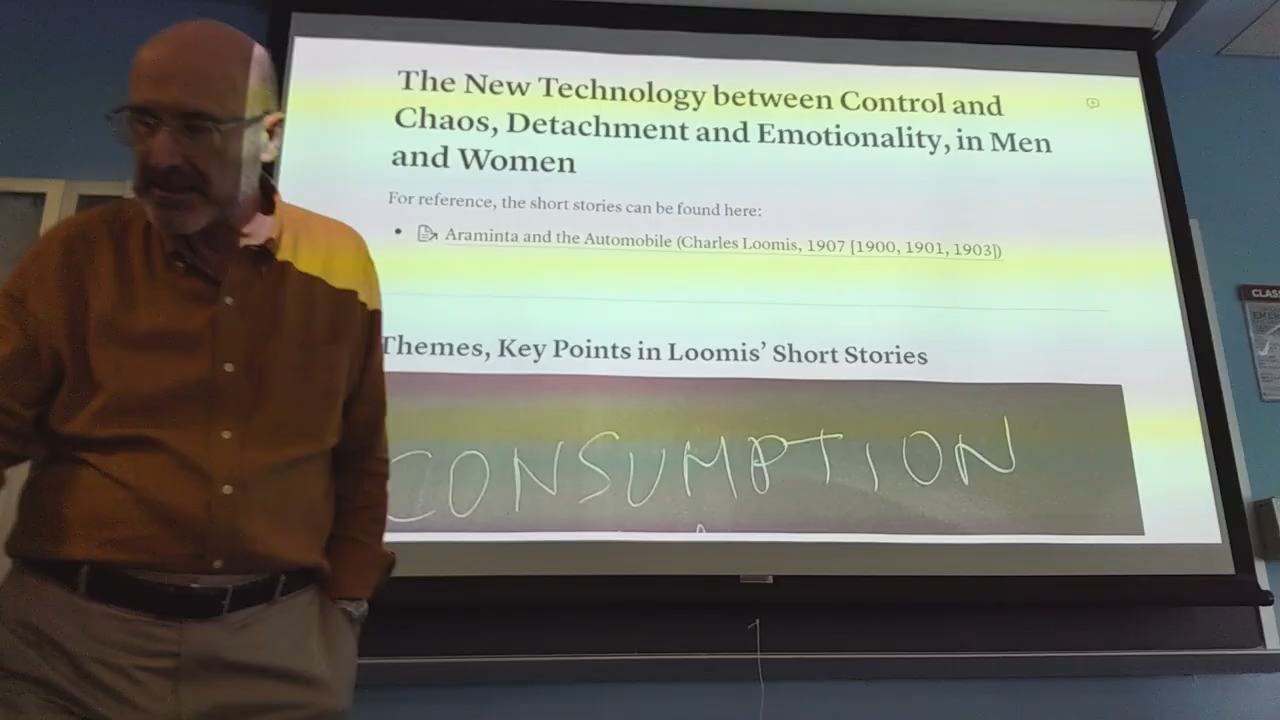 The New Technology between Control and
Chaos, Detachment and Emotionality, in Men
and Women
For reference, the short stories can be found here:
• Araminta and the Automobile (Charles Loomis, 1907 [1900, 1901, 1903])
Themes, Key Points in Loomis’ Short Stories
CONSUMPTION
CLAS